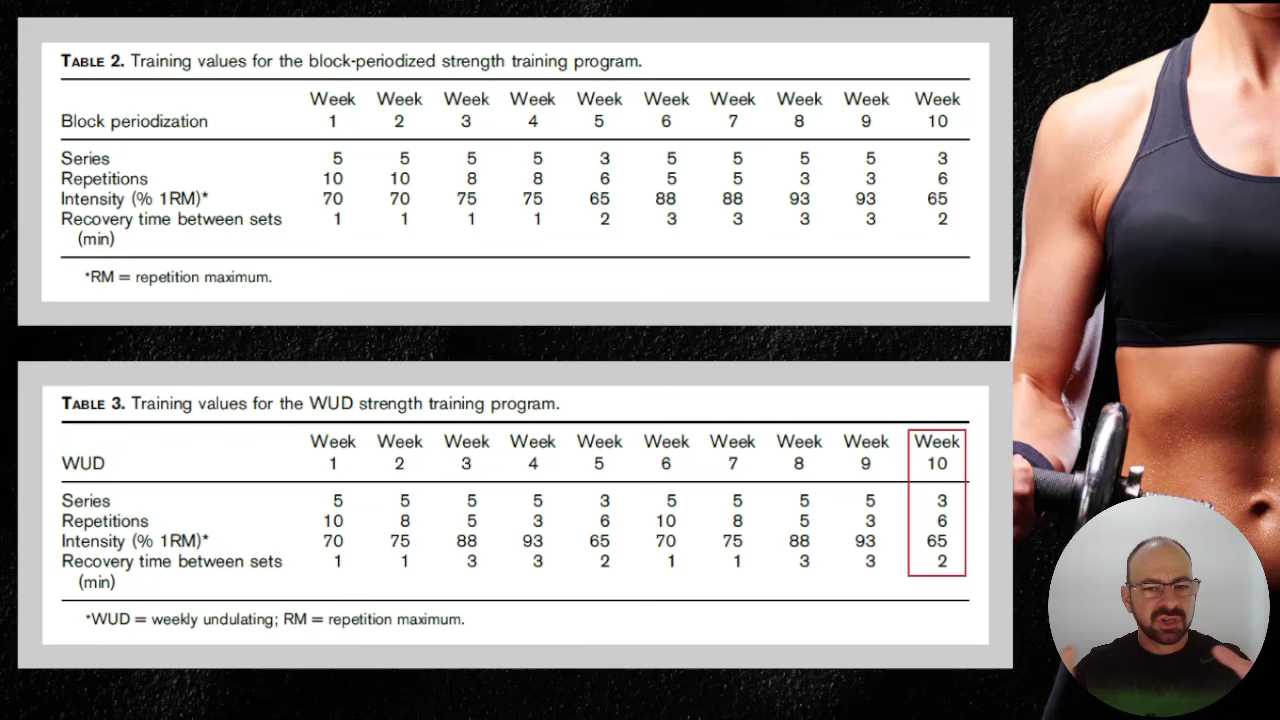 TABLE 2. Training values for the block-periodized strength training program.
Week Week Week Week Week Week Week Week Week Week
Block periodization 1 2 3 4 5 6 7 8 9 10
Series 5 5 5 5 3 5 5 5 5 3
Repetitions 10 10 8 8 6 5 5 3 3 6
Intensity (% 1RM)* 70 70 75 75 65 88 88 93 93 65
Recovery time between sets 1 1 1 1 2 3 3 3 3 2
(min)
*RM = repetition maximum.
TABLE 3. Training values for the WUD strength training program.
Week Week Week Week Week Week Week Week Week Week
WUD 1 2 3 4 5 6 7 8 9 10
Series 5 5 5 5 3 5 5 5 5 3
Repetitions 10 8 5 3 6 10 8 5 3 6
Intensity (% 1RM)* 70 75 88 93 65 70 75 88 93 65
Recovery time between sets 1 1 3 3 2 1 1 3 3 2
(min)
*WUD = weekly undulating; RM = repetition maximum.